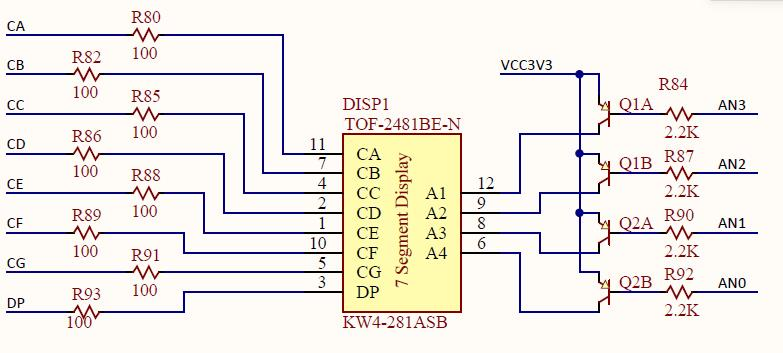 CA
R80
100
CB
R82
100
CC
R85
100
CD
R86
100
CE
R88
100
CF
R89
100
CG
R91
100
DP
R93
100
DISP1
TOF-2481BE-N
11 CA
7 CB
4 CC
2 CD
1 CE
10 CF
5 CG
3 DP
7 Segment Display
A1 12
A2 9
A3 8
A4 6
KW4-281ASB
VCC3V3
Q1A
R84
2.2K
AN3
Q1B
R87
2.2K
AN2
Q2A
R90
2.2K
AN1
Q2B
R92
2.2K
AN0